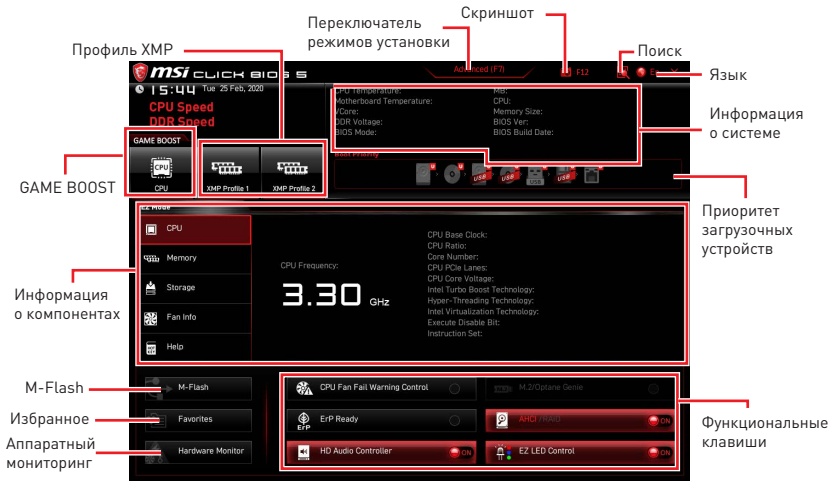 Скриншот
Переключатель
режимов установки
Профиль XMP
Поиск
Язык
Информация
о системе
GAME BOOST
Приоритет
загрузочных
устройств
Информация
о компонентах
M-Flash
Избранное
Аппаратный
мониторинг
Функциональные
клавиши
msi CLICK BIOS 5
Advanced (F7)
F12
15:44 Tue 25 Feb, 2020
CPU Speed
DDR Speed
CPU Temperature:
Motherboard Temperature:
VCore:
DDR Voltage:
BIOS Mode:
MB:
CPU:
Memory Size:
BIOS Ver:
BIOS Build Date:
GAME BOOST
CPU
CPU
XMP Profile 1
XMP Profile 2
Boot Priority
U
U
USB
USB
USB
USB
EZ Mode
CPU
Memory
Storage
Fan Info
Help
CPU Frequency:
3.30 GHz
CPU Base Clock:
CPU Ratio:
Core Number:
CPU PCIe Lanes:
CPU Core Voltage:
Intel Turbo Boost Technology:
Hyper-Threading Technology:
Intel Virtualization Technology:
Execute Disable Bit:
Instruction Set:
M-Flash
Favorites
Hardware Monitor
CPU Fan Fail Warning Control
M.2/Optane Genie
ErP
ErP Ready
AHCI /RAID
ON
HD Audio Controller
ON
EZ LED Control
ON